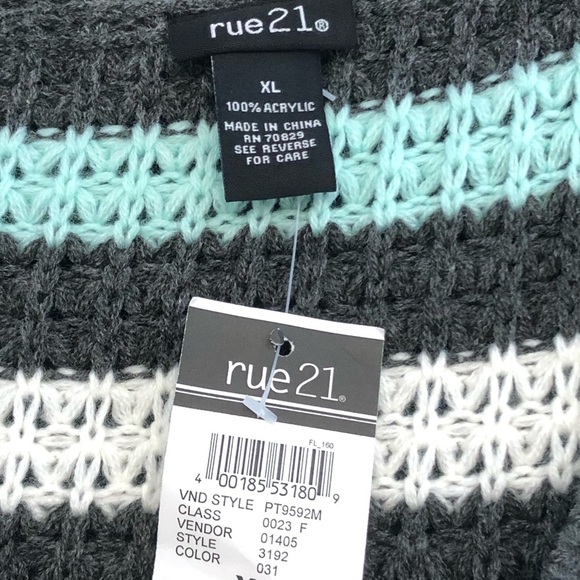 rue21®
XL
100% ACRYLIC
MADE IN CHINA
RN 70829
SEE REVERSE
FOR CARE
rue21®
FL_160
4 00185 53180 9
VND STYLE PT9592M
CLASS 0023 F
VENDOR 01405
STYLE 3192
COLOR 031